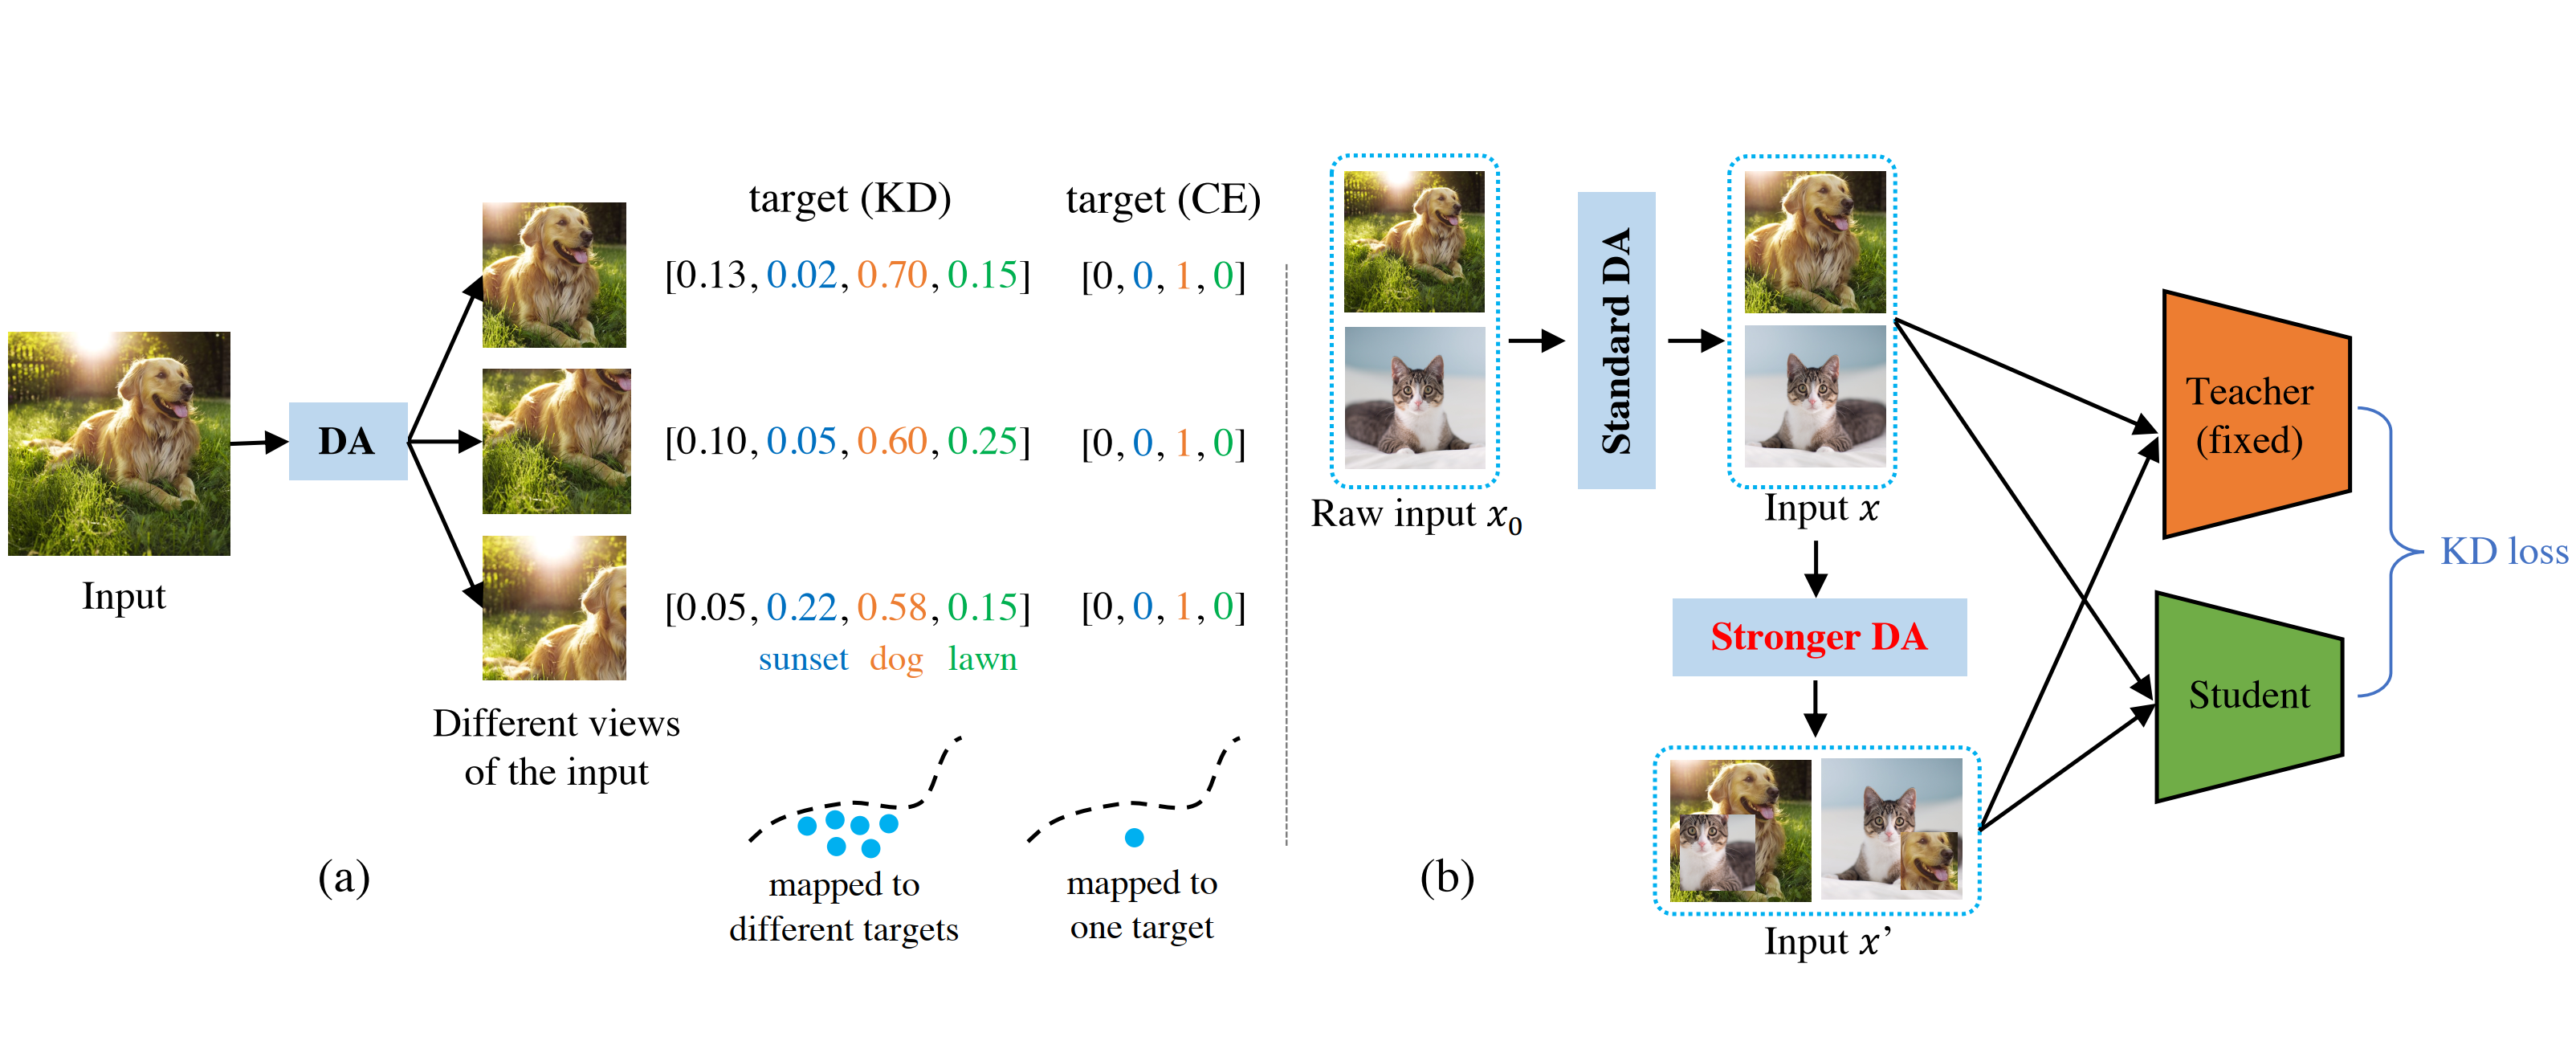 target (KD)
target (CE)
[0.13, 0.02, 0.70, 0.15]
[0, 0, 1, 0]
DA
[0.10, 0.05, 0.60, 0.25]
[0, 0, 1, 0]
Input
[0.05, 0.22, 0.58, 0.15]
[0, 0, 1, 0]
sunset dog lawn
Different views
of the input
mapped to
different targets
mapped to
one target
(a)
Standard DA
Raw input x₀
Input x
Stronger DA
Input x’
Teacher
(fixed)
Student
KD loss
(b)